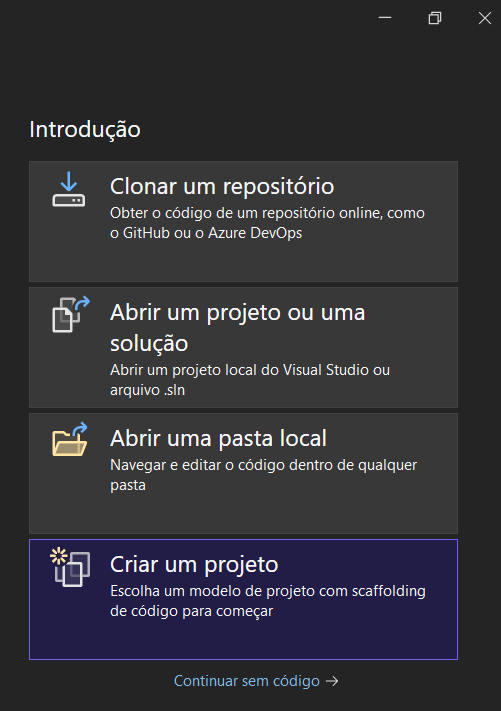 Introdução
Clonar um repositório
Obter o código de um repositório online, como
o GitHub ou o Azure DevOps
Abrir um projeto ou uma
solução
Abrir um projeto local do Visual Studio ou
arquivo .sln
Abrir uma pasta local
Navegar e editar o código dentro de qualquer
pasta
Criar um projeto
Escolha um modelo de projeto com scaffolding
de código para começar
Continuar sem código →